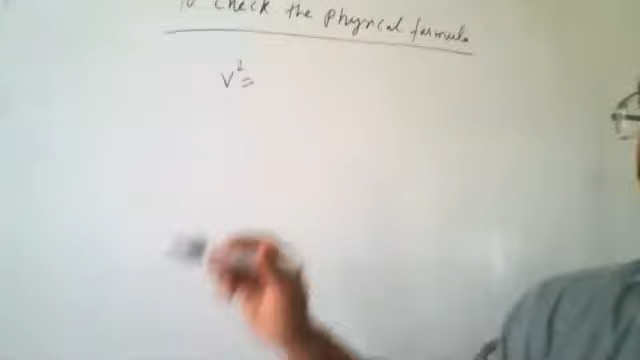 To check the physical formula
v² =